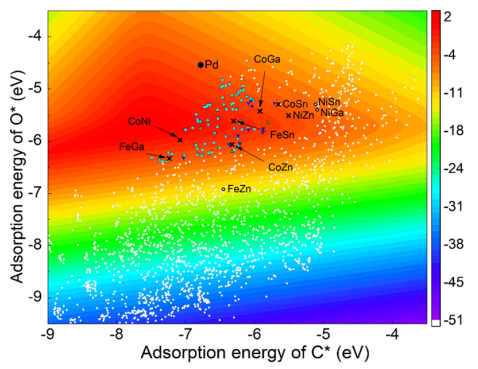 -4
-5
-6
-7
-8
-9
Adsorption energy of O* (eV)
Pd
CoGa
CoSn
NiSn
NiZn
NiGa
CoNi
FeSn
FeGa
CoZn
FeZn
-9
-8
-7
-6
-5
-4
Adsorption energy of C* (eV)
2
-4
-11
-18
-25
-31
-38
-45
-51